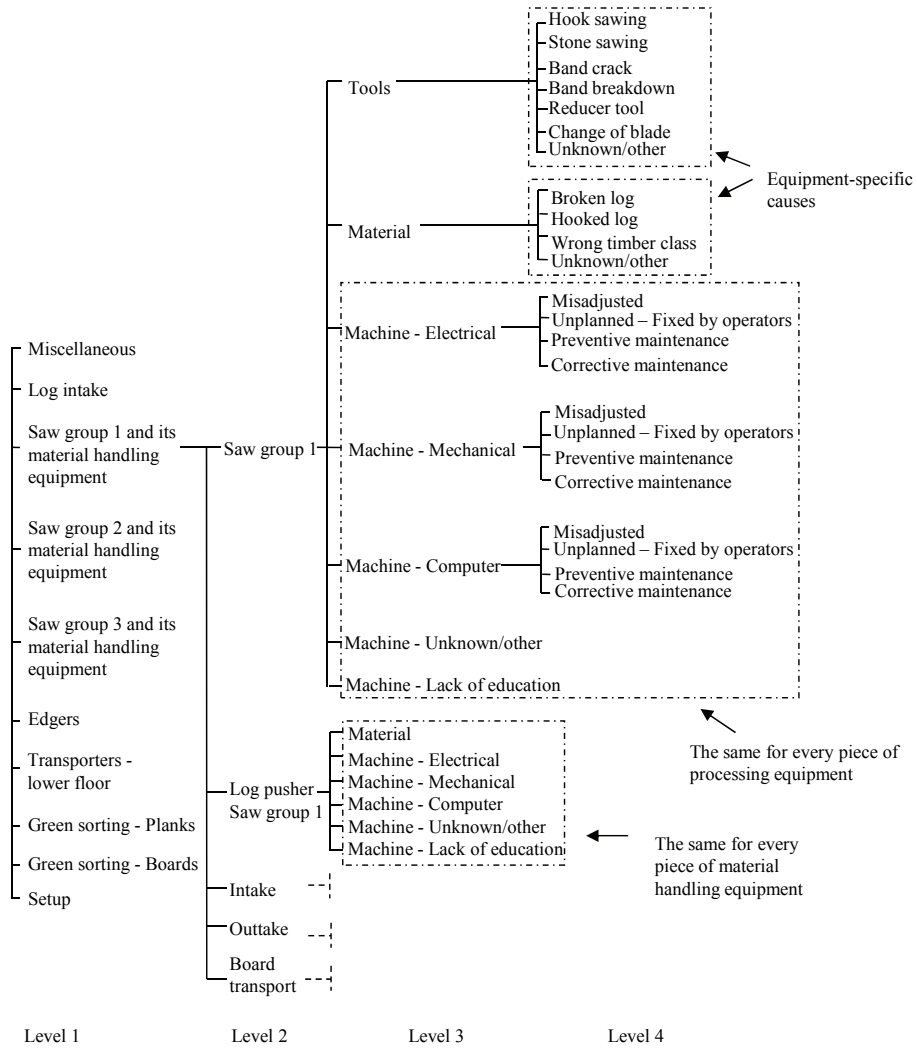 Hook sawing
Stone sawing
Band crack
Band breakdown
Reducer tool
Change of blade
Unknown/other
Tools
Equipment-specific
causes
Broken log
Hooked log
Wrong timber class
Unknown/other
Material
Misadjusted
Unplanned – Fixed by operators
Preventive maintenance
Corrective maintenance
Machine - Electrical
Miscellaneous
Log intake
Saw group 1 and its
material handling
equipment
Saw group 1
Misadjusted
Unplanned – Fixed by operators
Preventive maintenance
Corrective maintenance
Machine - Mechanical
Saw group 2 and its
material handling
equipment
Misadjusted
Unplanned – Fixed by operators
Preventive maintenance
Corrective maintenance
Machine - Computer
Saw group 3 and its
material handling
equipment
Machine - Unknown/other
Machine - Lack of education
Edgers
Transporters -
lower floor
Green sorting - Planks
Green sorting - Boards
Setup
Log pusher
Saw group 1
Material
Machine - Electrical
Machine - Mechanical
Machine - Computer
Machine - Unknown/other
Machine - Lack of education
The same for every piece of
processing equipment
The same for every
piece of material
handling equipment
Intake
Outtake
Board
transport
Level 1
Level 2
Level 3
Level 4